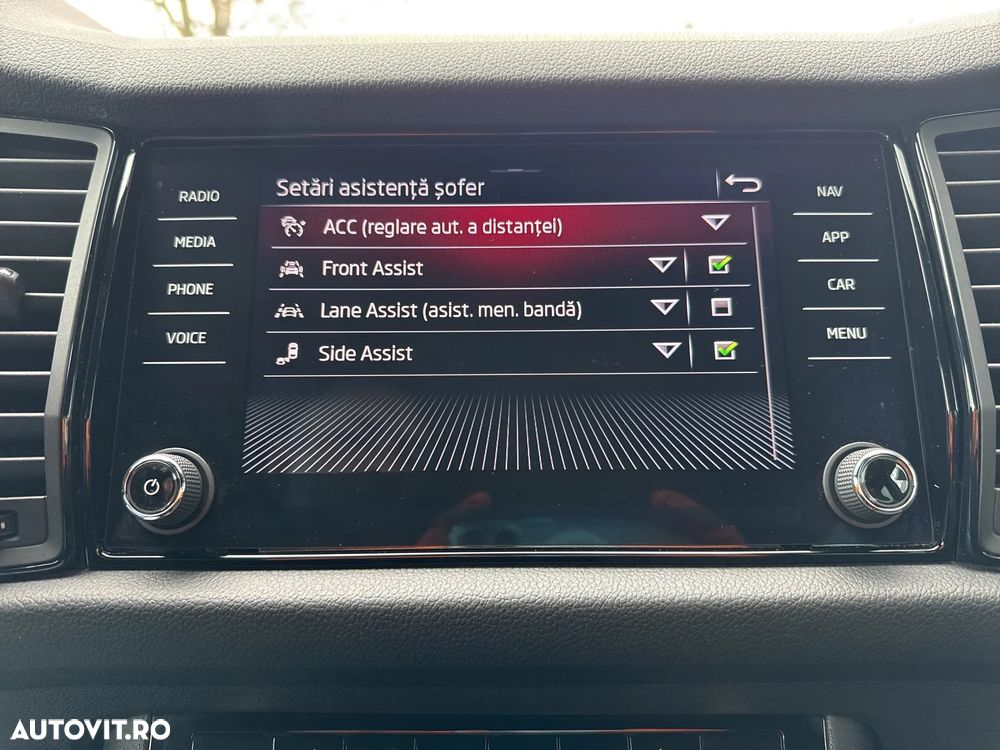 RADIO
MEDIA
PHONE
VOICE
Setări asistență șofer
ACC (reglare aut. a distanței)
Front Assist
Lane Assist (asist. men. bandă)
Side Assist
NAV
APP
CAR
MENU
AUTOVIT.RO